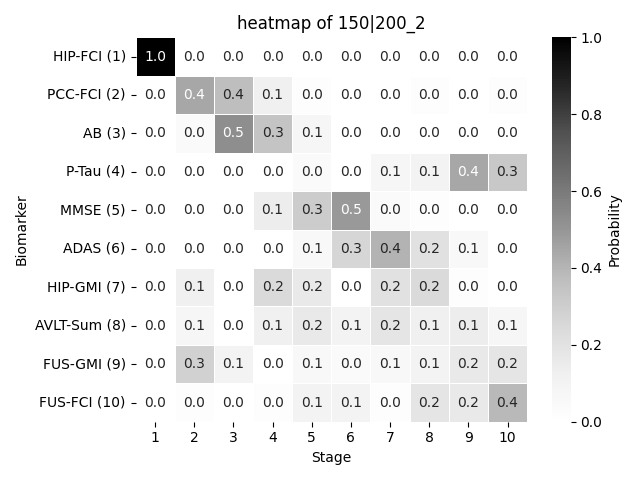 heatmap of 150|200_2
HIP-FCI (1) 1.0 0.0 0.0 0.0 0.0 0.0 0.0 0.0 0.0 0.0
PCC-FCI (2) 0.0 0.4 0.4 0.1 0.0 0.0 0.0 0.0 0.0 0.0
AB (3) 0.0 0.0 0.5 0.3 0.1 0.0 0.0 0.0 0.0 0.0
P-Tau (4) 0.0 0.0 0.0 0.0 0.0 0.0 0.1 0.1 0.4 0.3
MMSE (5) 0.0 0.0 0.0 0.1 0.3 0.5 0.0 0.0 0.0 0.0
ADAS (6) 0.0 0.0 0.0 0.0 0.1 0.3 0.4 0.2 0.1 0.0
HIP-GMI (7) 0.0 0.1 0.0 0.2 0.2 0.0 0.2 0.2 0.0 0.0
AVLT-Sum (8) 0.0 0.1 0.0 0.1 0.2 0.1 0.2 0.1 0.1 0.1
FUS-GMI (9) 0.0 0.3 0.1 0.0 0.1 0.0 0.1 0.1 0.2 0.2
FUS-FCI (10) 0.0 0.0 0.0 0.0 0.1 0.1 0.0 0.2 0.2 0.4
1 2 3 4 5 6 7 8 9 10
Stage
Biomarker
1.0
0.8
0.6
0.4
0.2
0.0
Probability